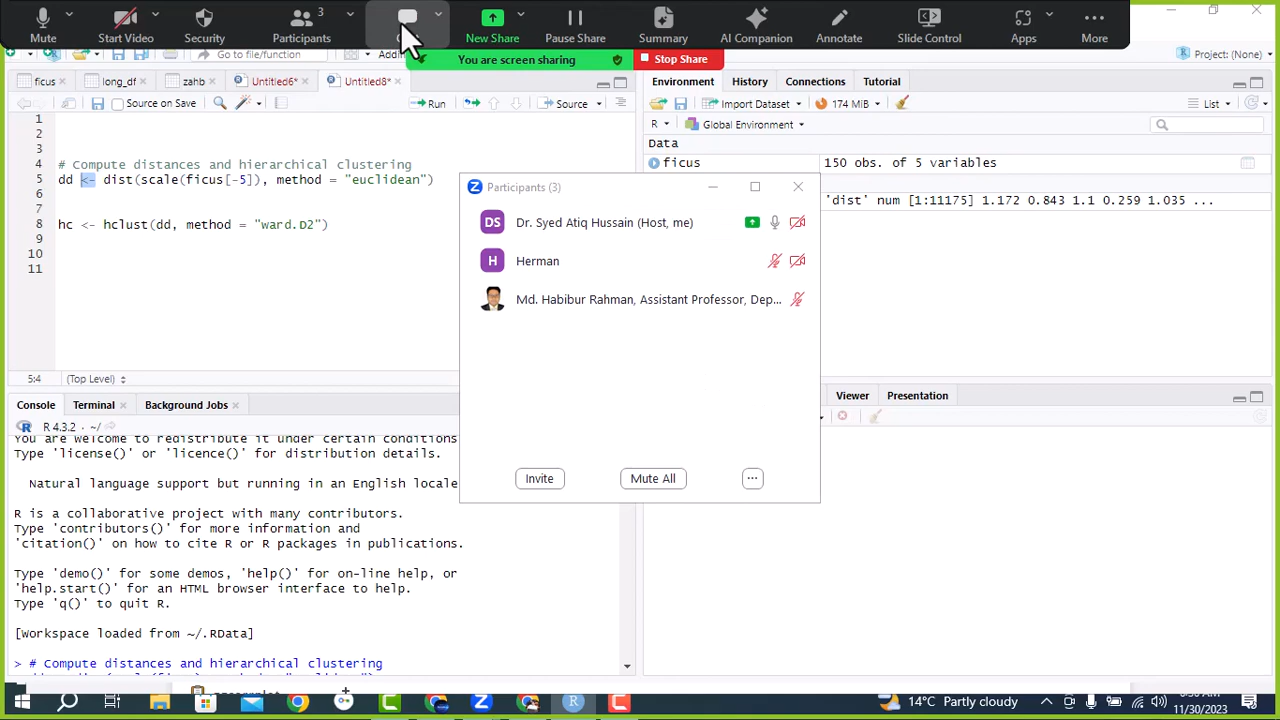 Mute
Start Video
Security
Participants
3
New Share
Pause Share
Summary
AI Companion
Annotate
Slide Control
Apps
More
You are screen sharing
Stop Share
Go to file/function
Project: (None)
ficus
long_df
zahb
Untitled6*
Untitled8*
Source on Save
Run
Source
1
2
3
4 # Compute distances and hierarchical clustering
5 dd <- dist(scale(ficus[-5]), method = "euclidean")
6
7
8 hc <- hclust(dd, method = "ward.D2")
9
10
11
5:4
(Top Level)
Environment
History
Connections
Tutorial
Import Dataset
174 MiB
List
R
Global Environment
Data
ficus
150 obs. of 5 variables
'dist' num [1:11175] 1.172 0.843 1.1 0.259 1.035 ...
Participants (3)
DS
Dr. Syed Atiq Hussain (Host, me)
H
Herman
Md. Habibur Rahman, Assistant Professor, Dep...
Invite
Mute All
...
Viewer
Presentation
Console
Terminal
Background Jobs
R 4.3.2 · ~/
You are welcome to redistribute it under certain conditions
Type 'license()' or 'licence()' for distribution details.
Natural language support but running in an English locale
R is a collaborative project with many contributors.
Type 'contributors()' for more information and
'citation()' on how to cite R or R packages in publications.
Type 'demo()' for some demos, 'help()' for on-line help, or
'help.start()' for an HTML browser interface to help.
Type 'q()' to quit R.
[workspace loaded from ~/.RData]
> # Compute distances and hierarchical clustering
14°C Partly cloudy
11/30/2023